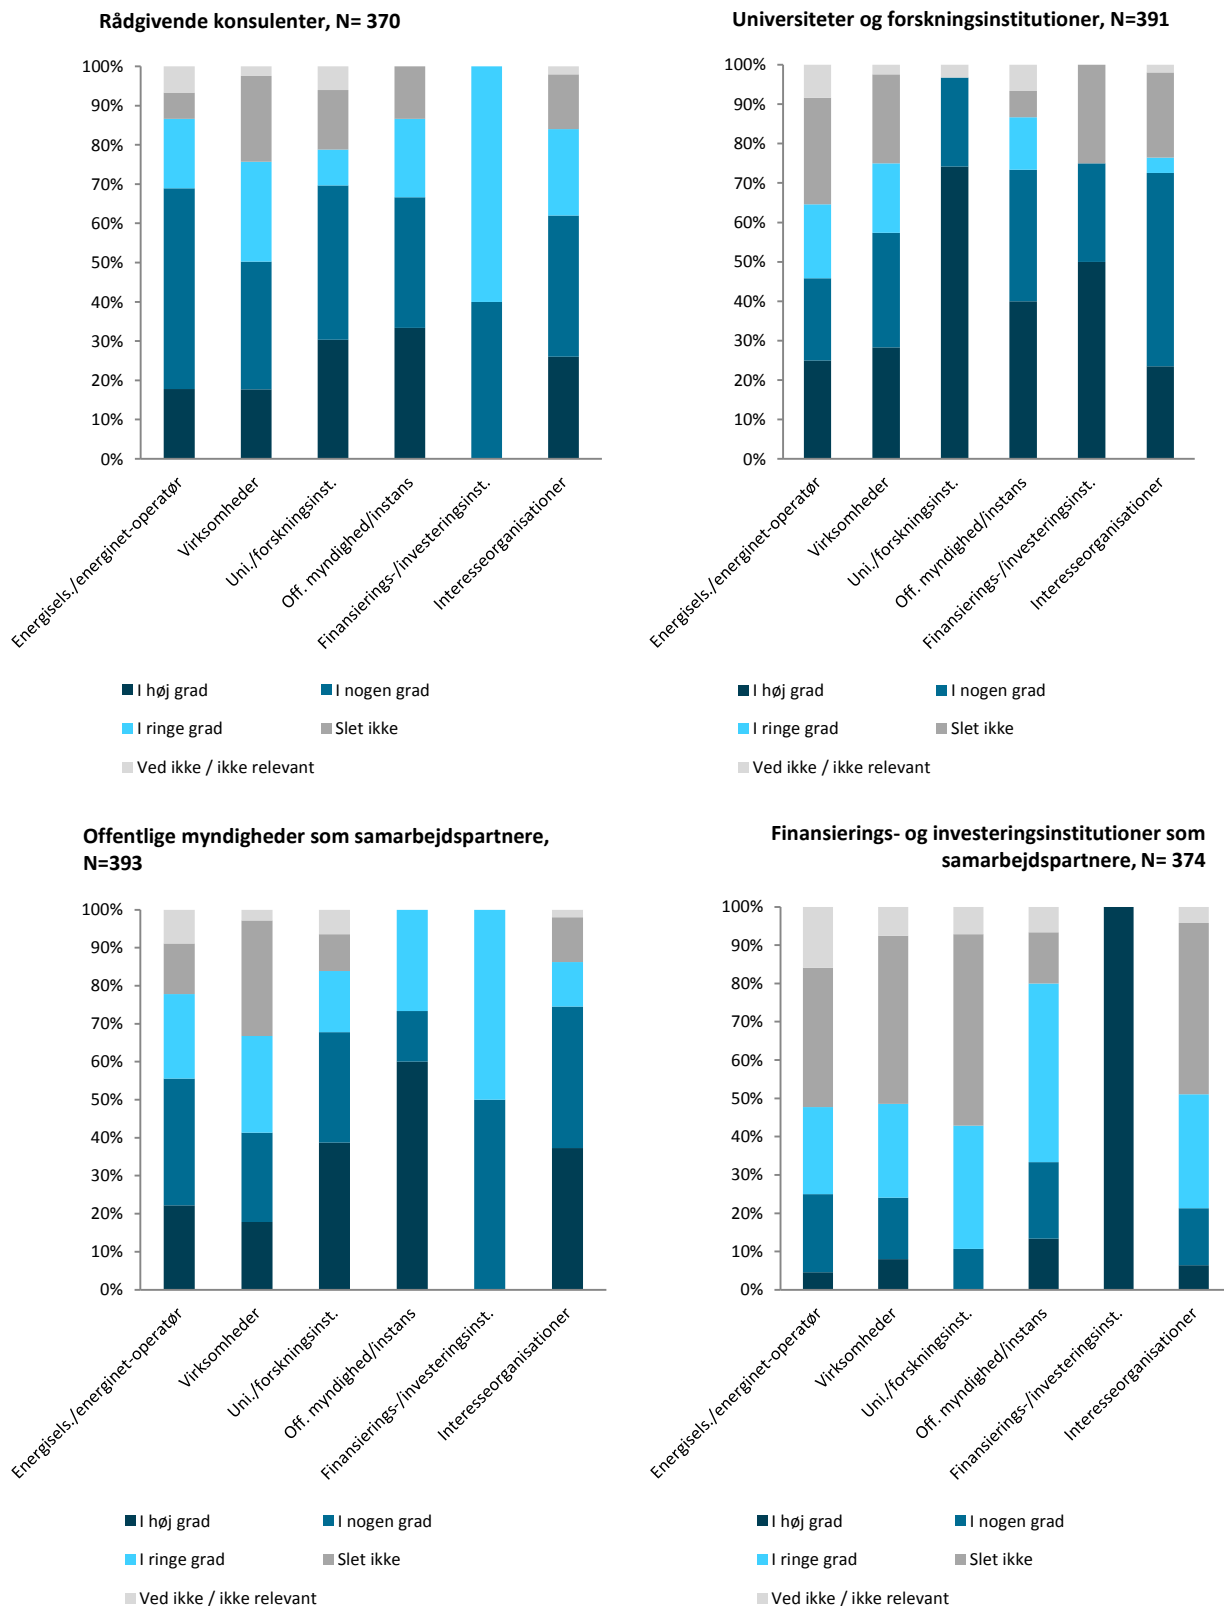 Rådgivende konsulenter, N= 370
100%
90%
80%
70%
60%
50%
40%
30%
20%
10%
0%
Energisels./energinet-operatør
Virksomheder
Uni./forskningsinst.
Off. myndighed/instans
Finansierings-/investeringsinst.
Interesseorganisationer
I høj grad
I nogen grad
I ringe grad
Slet ikke
Ved ikke / ikke relevant
Universiteter og forskningsinstitutioner, N=391
100%
90%
80%
70%
60%
50%
40%
30%
20%
10%
0%
Energisels./energinet-operatør
Virksomheder
Uni./forskningsinst.
Off. myndighed/instans
Finansierings-/investeringsinst.
Interesseorganisationer
I høj grad
I nogen grad
I ringe grad
Slet ikke
Ved ikke / ikke relevant
Offentlige myndigheder som samarbejdspartnere,
N=393
100%
90%
80%
70%
60%
50%
40%
30%
20%
10%
0%
Energisels./energinet-operatør
Virksomheder
Uni./forskningsinst.
Off. myndighed/instans
Finansierings-/investeringsinst.
Interesseorganisationer
I høj grad
I nogen grad
I ringe grad
Slet ikke
Ved ikke / ikke relevant
Finansierings- og investeringsinstitutioner som
samarbejdspartnere, N= 374
100%
90%
80%
70%
60%
50%
40%
30%
20%
10%
0%
Energisels./energinet-operatør
Virksomheder
Uni./forskningsinst.
Off. myndighed/instans
Finansierings-/investeringsinst.
Interesseorganisationer
I høj grad
I nogen grad
I ringe grad
Slet ikke
Ved ikke / ikke relevant